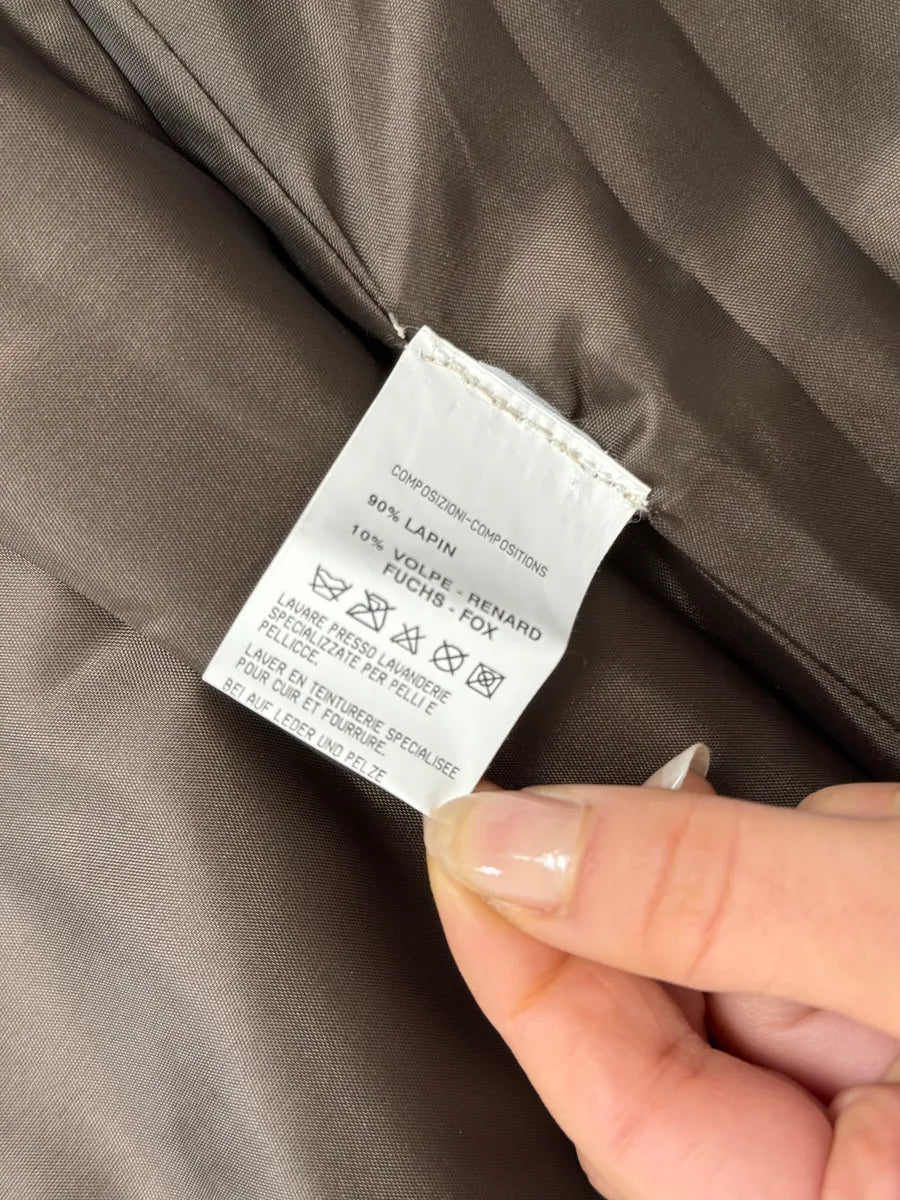 COMPOSIZIONI-COMPOSITIONS
90% LAPIN
10% VOLPE - RENARD
FUCHS - FOX
LAVARE PRESSO LAVANDERIE
SPECIALIZZATE PER PELLI E
PELLICCE.
LAVER EN TEINTURERIE SPECIALISEE
POUR CUIR ET FOURRURE.
BEI AUF LEDER UND PELZE